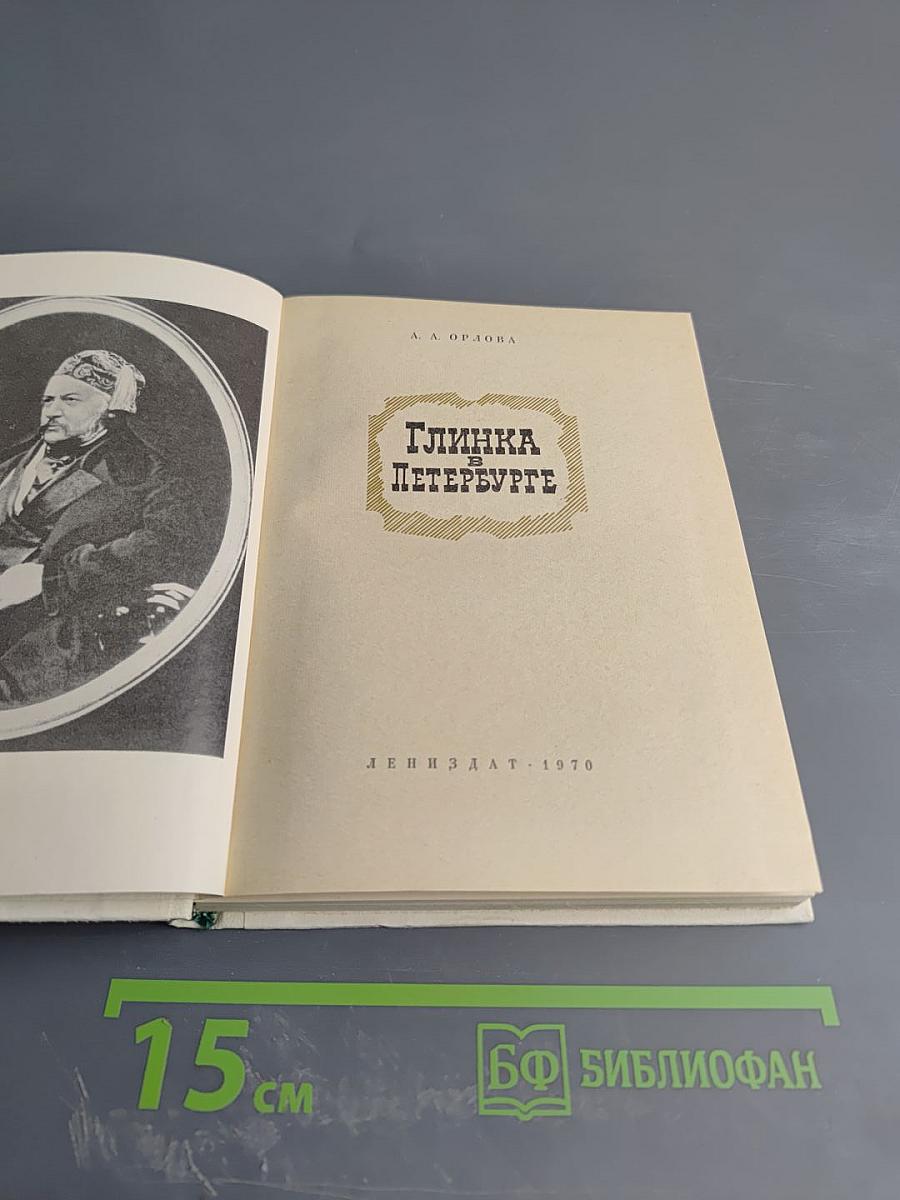 А. А. ОРЛОВА
ГЛИНКА
В
ПЕТЕРБУРГЕ
ЛЕНИЗДАТ · 1970
15 см
БФ БИБЛИОФАН